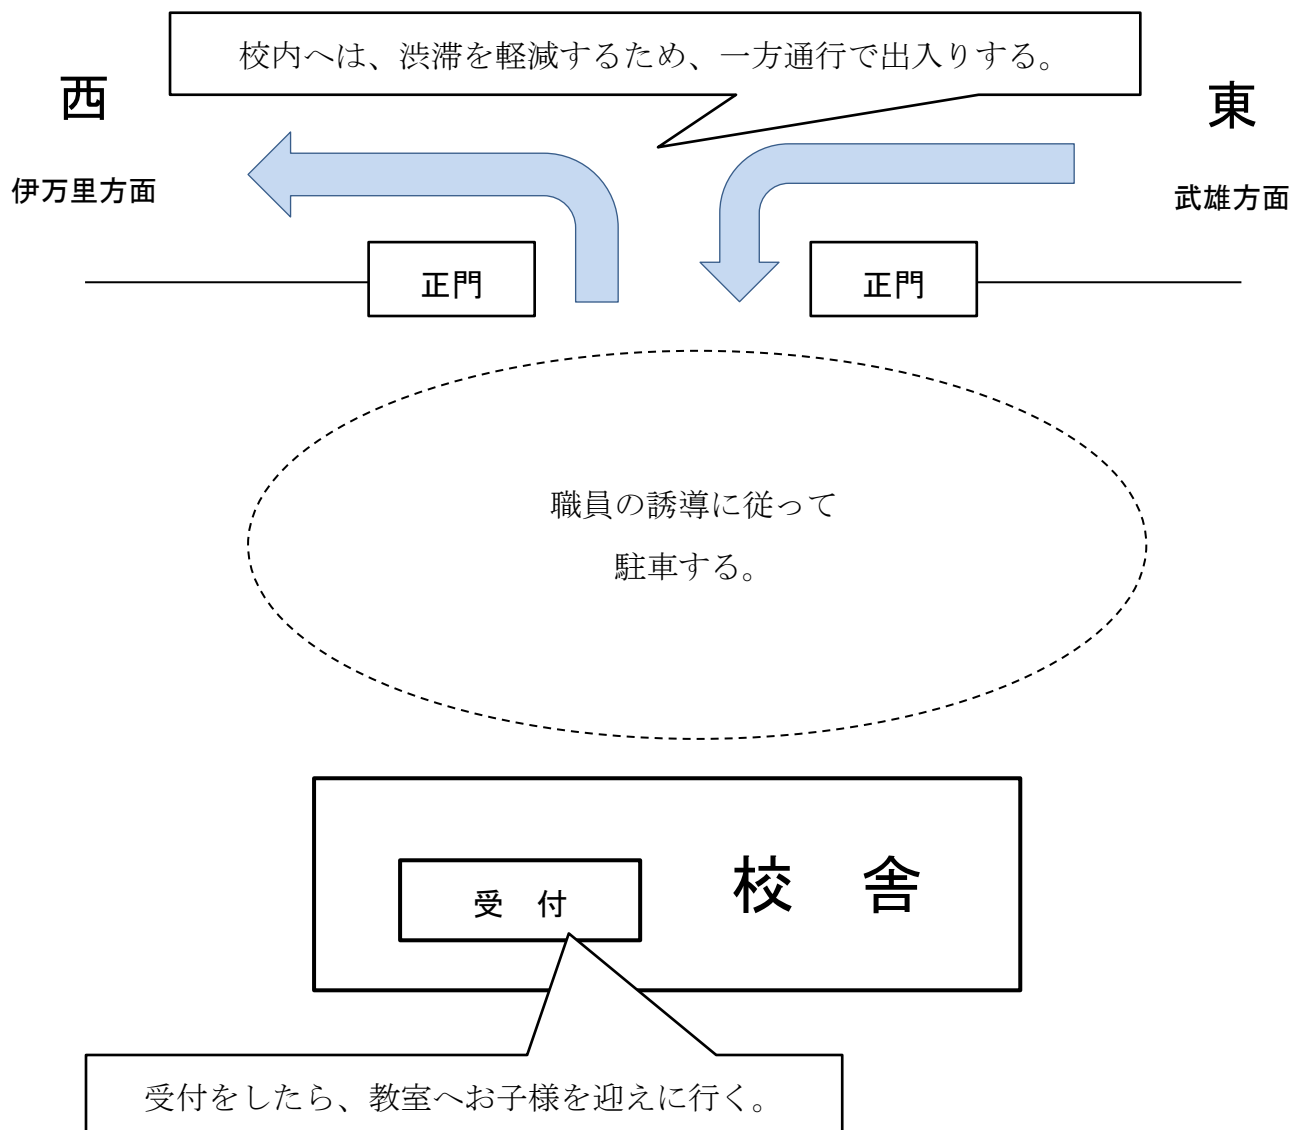 校内へは、渋滞を軽減するため、一方通行で出入りする。
西
東
伊万里方面
武雄方面
正門
正門
職員の誘導に従って
駐車する。
校　舎
受　付
受付をしたら、教室へお子様を迎えに行く。